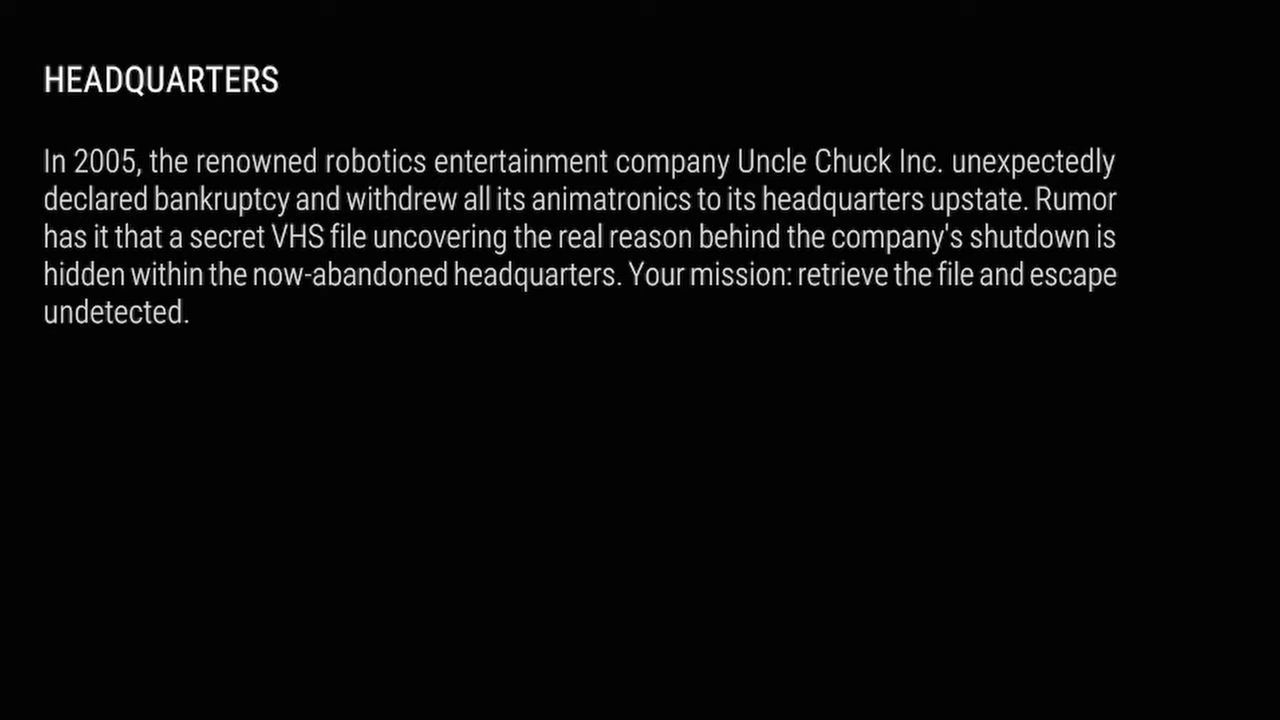 HEADQUARTERS
In 2005, the renowned robotics entertainment company Uncle Chuck Inc. unexpectedly
declared bankruptcy and withdrew all its animatronics to its headquarters upstate. Rumor
has it that a secret VHS file uncovering the real reason behind the company's shutdown is
hidden within the now-abandoned headquarters. Your mission: retrieve the file and escape
undetected.